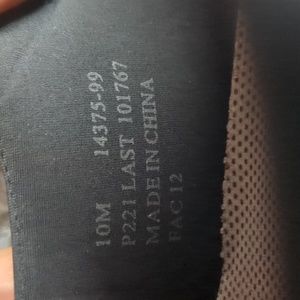 10M 14375-99
P221 LAST 101767
MADE IN CHINA
FAC 12